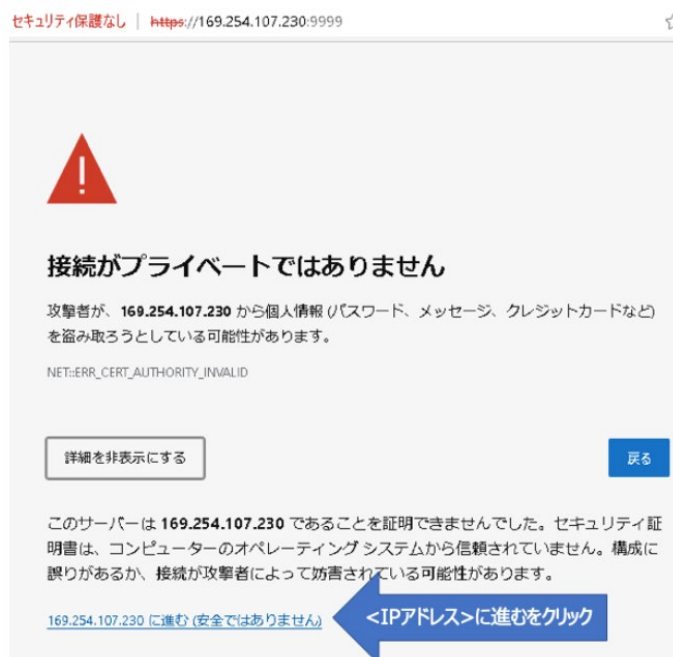 セキュリティ保護なし | https://169.254.107.230:9999
!
接続がプライベートではありません
攻撃者が、169.254.107.230 から個人情報 (パスワード、メッセージ、クレジットカードなど)
を盗み取ろうとしている可能性があります。
NET::ERR_CERT_AUTHORITY_INVALID
詳細を非表示にする
戻る
このサーバーは 169.254.107.230 であることを証明できませんでした。セキュリティ証
明書は、コンピューターのオペレーティング システムから信頼されていません。構成に
誤りがあるか、接続が攻撃者によって妨害されている可能性があります。
169.254.107.230 に進む (安全ではありません)
<IPアドレス>に進むをクリック